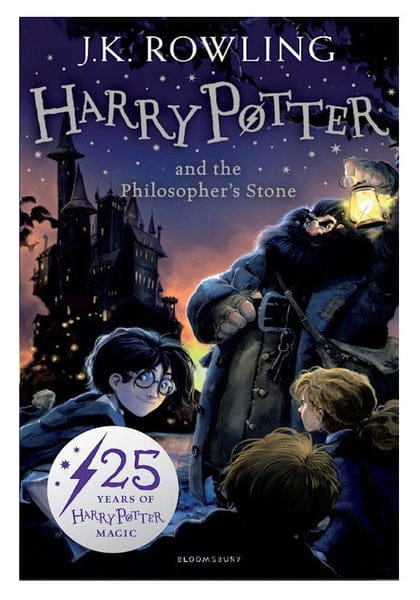 J.K. ROWLING
HARRY POTTER
and the
Philosopher's Stone
25
YEARS OF
HARRY POTTER
MAGIC
BLOOMSBURY